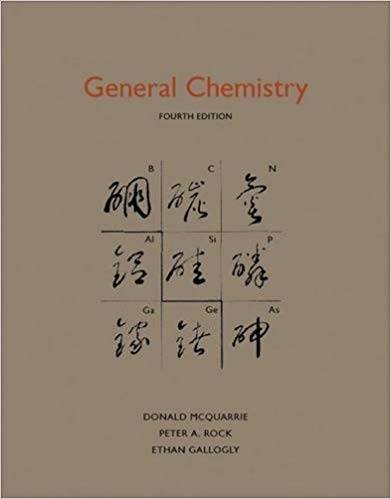 General Chemistry
FOURTH EDITION
B C N
硼 碳 氮
Al Si P
鋁 硅 磷
Ga Ge As
鎵 鍺 砷
DONALD MCQUARRIE
PETER A. ROCK
ETHAN GALLOGLY